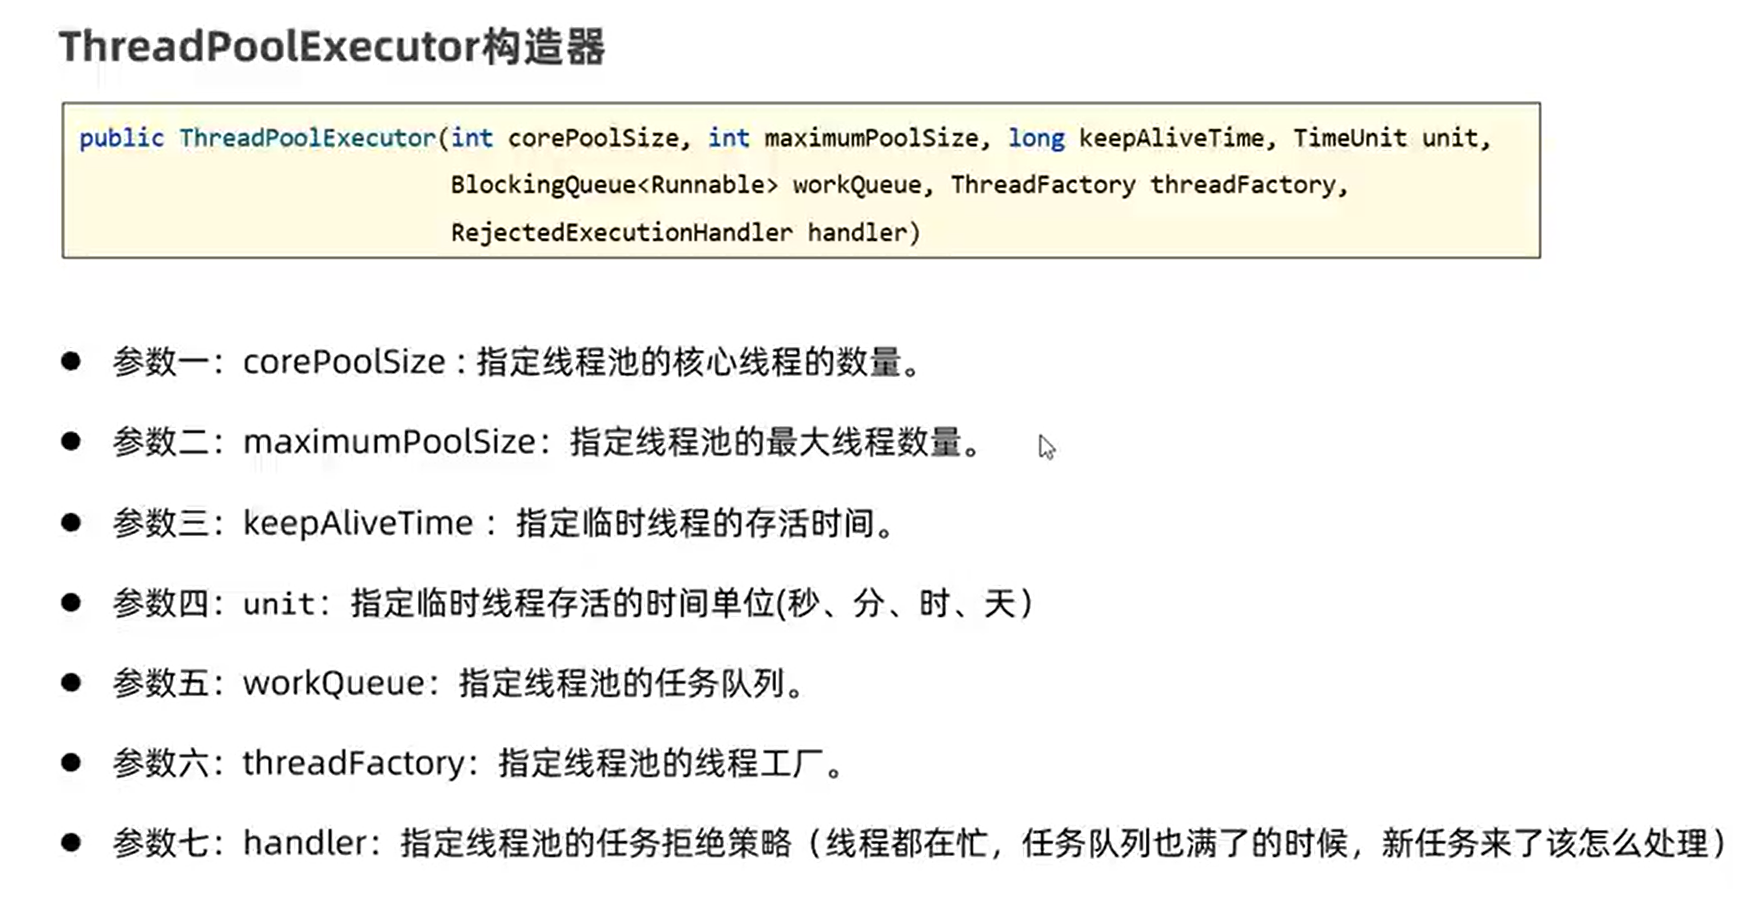 ThreadPoolExecutor构造器
public ThreadPoolExecutor(int corePoolSize, int maximumPoolSize, long keepAliveTime, TimeUnit unit,
BlockingQueue<Runnable> workQueue, ThreadFactory threadFactory,
RejectedExecutionHandler handler)
● 参数一：corePoolSize : 指定线程池的核心线程的数量。
● 参数二：maximumPoolSize：指定线程池的最大线程数量。
● 参数三：keepAliveTime ：指定临时线程的存活时间。
● 参数四：unit：指定临时线程存活的时间单位(秒、分、时、天）
● 参数五：workQueue：指定线程池的任务队列。
● 参数六：threadFactory：指定线程池的线程工厂。
● 参数七：handler：指定线程池的任务拒绝策略（线程都在忙，任务队列也满了的时候，新任务来了该怎么处理）